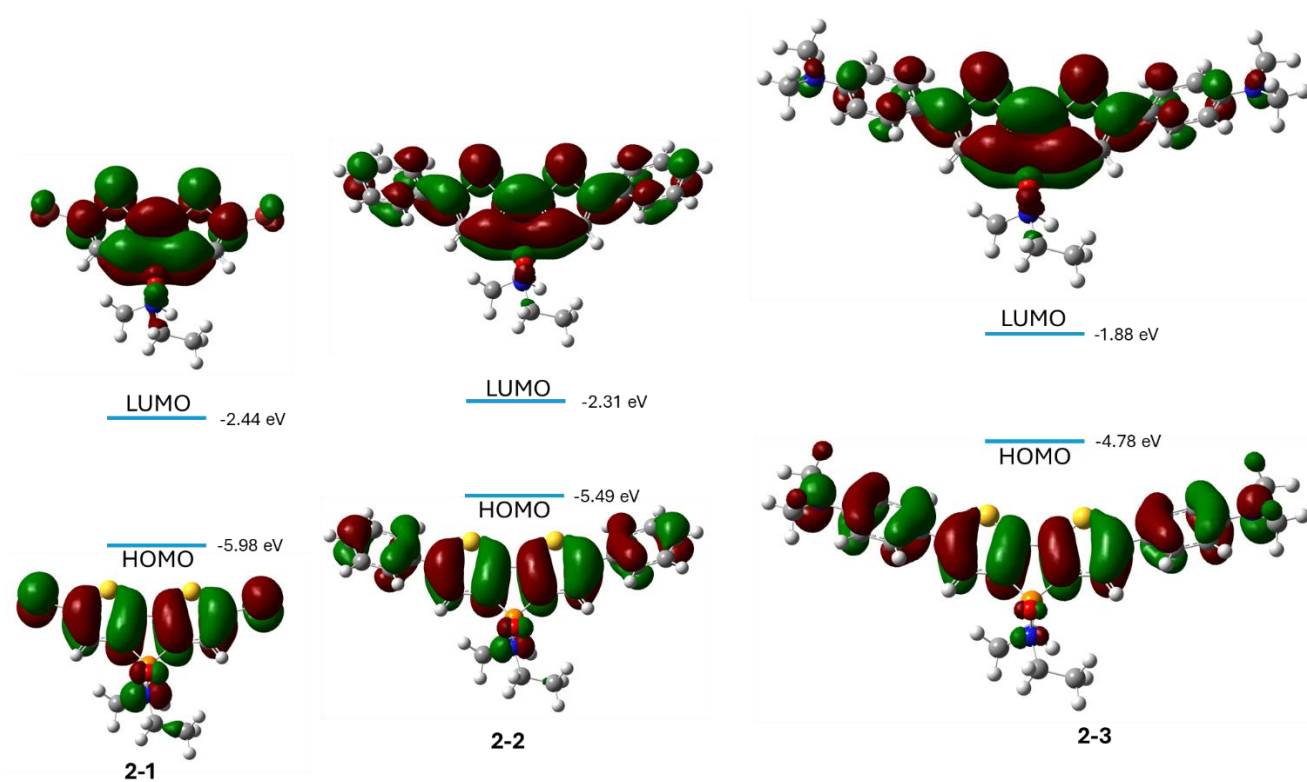 LUMO
-1.88 eV
LUMO
-2.31 eV
LUMO
-2.44 eV
-4.78 eV
HOMO
-5.49 eV
HOMO
-5.98 eV
HOMO
2-1
2-2
2-3